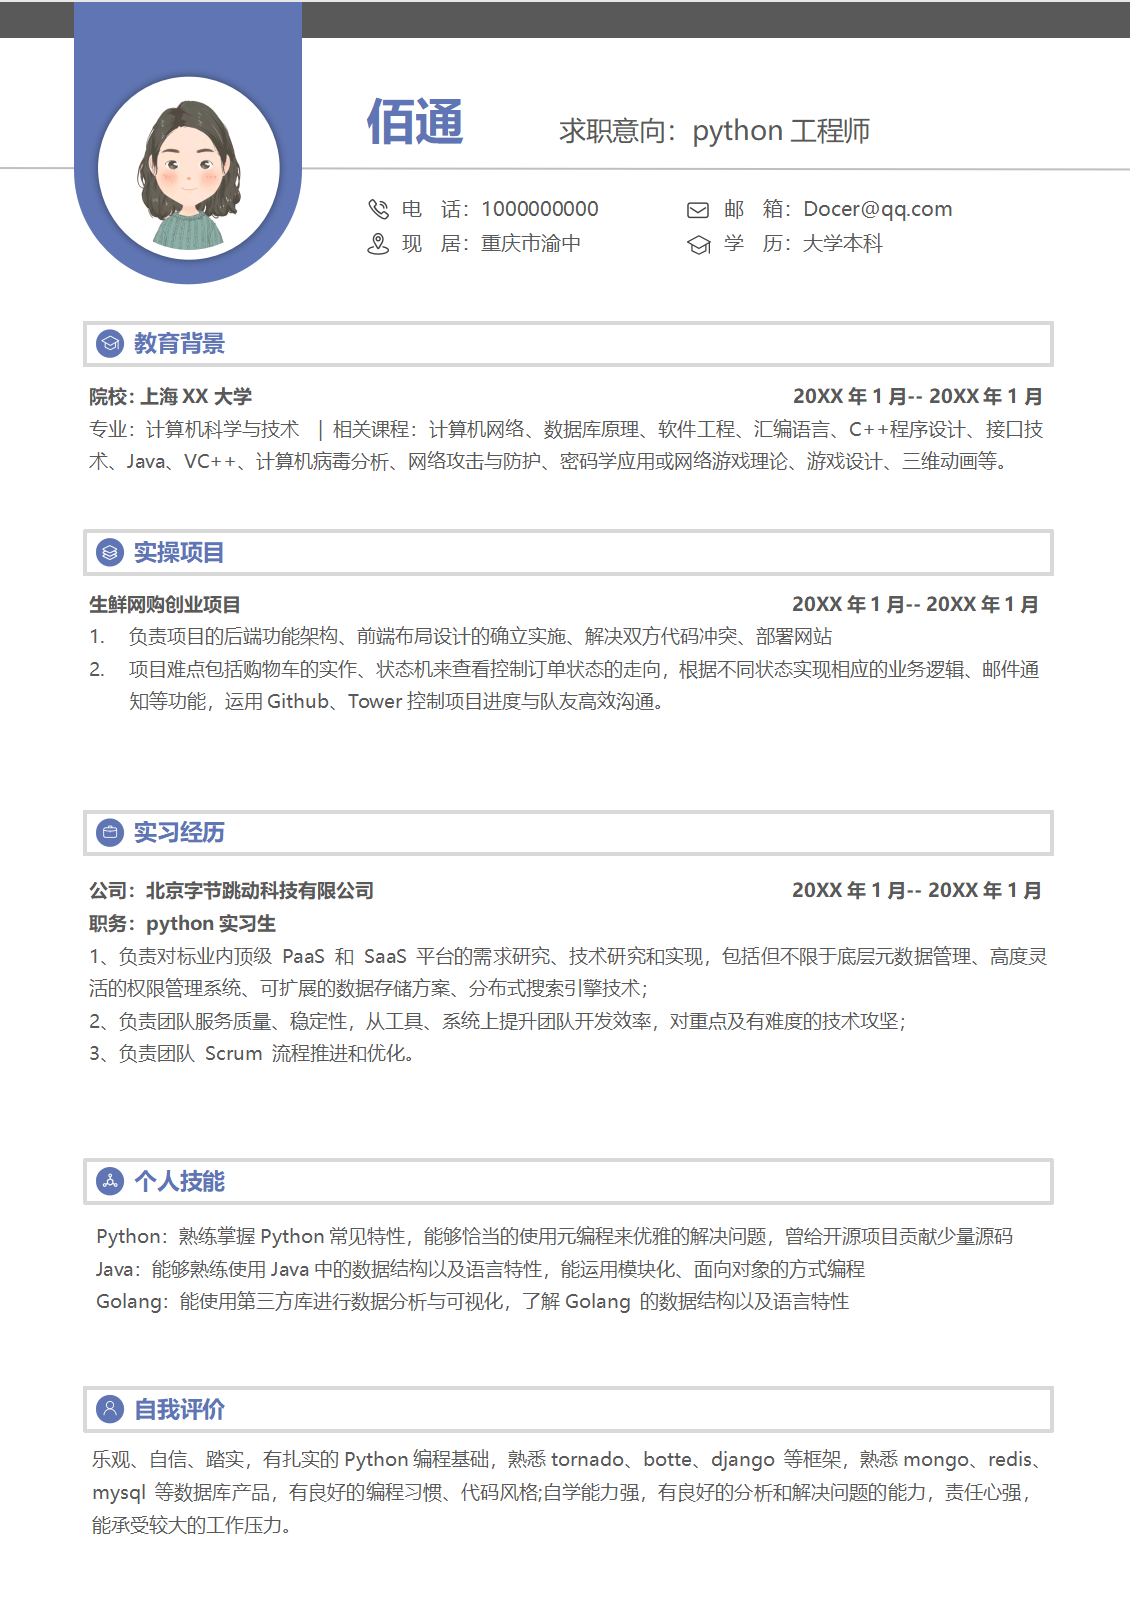 佰通
求职意向：python 工程师
电 话：1000000000
邮 箱：Docer@qq.com
现 居：重庆市渝中
学 历：大学本科
教育背景
院校：上海 XX 大学 20XX 年 1 月-- 20XX 年 1 月
专业：计算机科学与技术 | 相关课程：计算机网络、数据库原理、软件工程、汇编语言、C++程序设计、接口技
术、Java、VC++、计算机病毒分析、网络攻击与防护、密码学应用或网络游戏理论、游戏设计、三维动画等。
实操项目
生鲜网购创业项目 20XX 年 1 月-- 20XX 年 1 月
1. 负责项目的后端功能架构、前端布局设计的确立实施、解决双方代码冲突、部署网站
2. 项目难点包括购物车的实作、状态机来查看控制订单状态的走向，根据不同状态实现相应的业务逻辑、邮件通
知等功能，运用 Github、Tower 控制项目进度与队友高效沟通。
实习经历
公司：北京字节跳动科技有限公司 20XX 年 1 月-- 20XX 年 1 月
职务：python 实习生
1、负责对标业内顶级 PaaS 和 SaaS 平台的需求研究、技术研究和实现，包括但不限于底层元数据管理、高度灵
活的权限管理系统、可扩展的数据存储方案、分布式搜索引擎技术；
2、负责团队服务质量、稳定性，从工具、系统上提升团队开发效率，对重点及有难度的技术攻坚；
3、负责团队 Scrum 流程推进和优化。
个人技能
Python：熟练掌握 Python 常见特性，能够恰当的使用元编程来优雅的解决问题，曾给开源项目贡献少量源码
Java：能够熟练使用 Java 中的数据结构以及语言特性，能运用模块化、面向对象的方式编程
Golang：能使用第三方库进行数据分析与可视化，了解 Golang 的数据结构以及语言特性
自我评价
乐观、自信、踏实，有扎实的 Python 编程基础，熟悉 tornado、botte、django 等框架，熟悉 mongo、redis、
mysql 等数据库产品，有良好的编程习惯、代码风格;自学能力强，有良好的分析和解决问题的能力，责任心强，
能承受较大的工作压力。